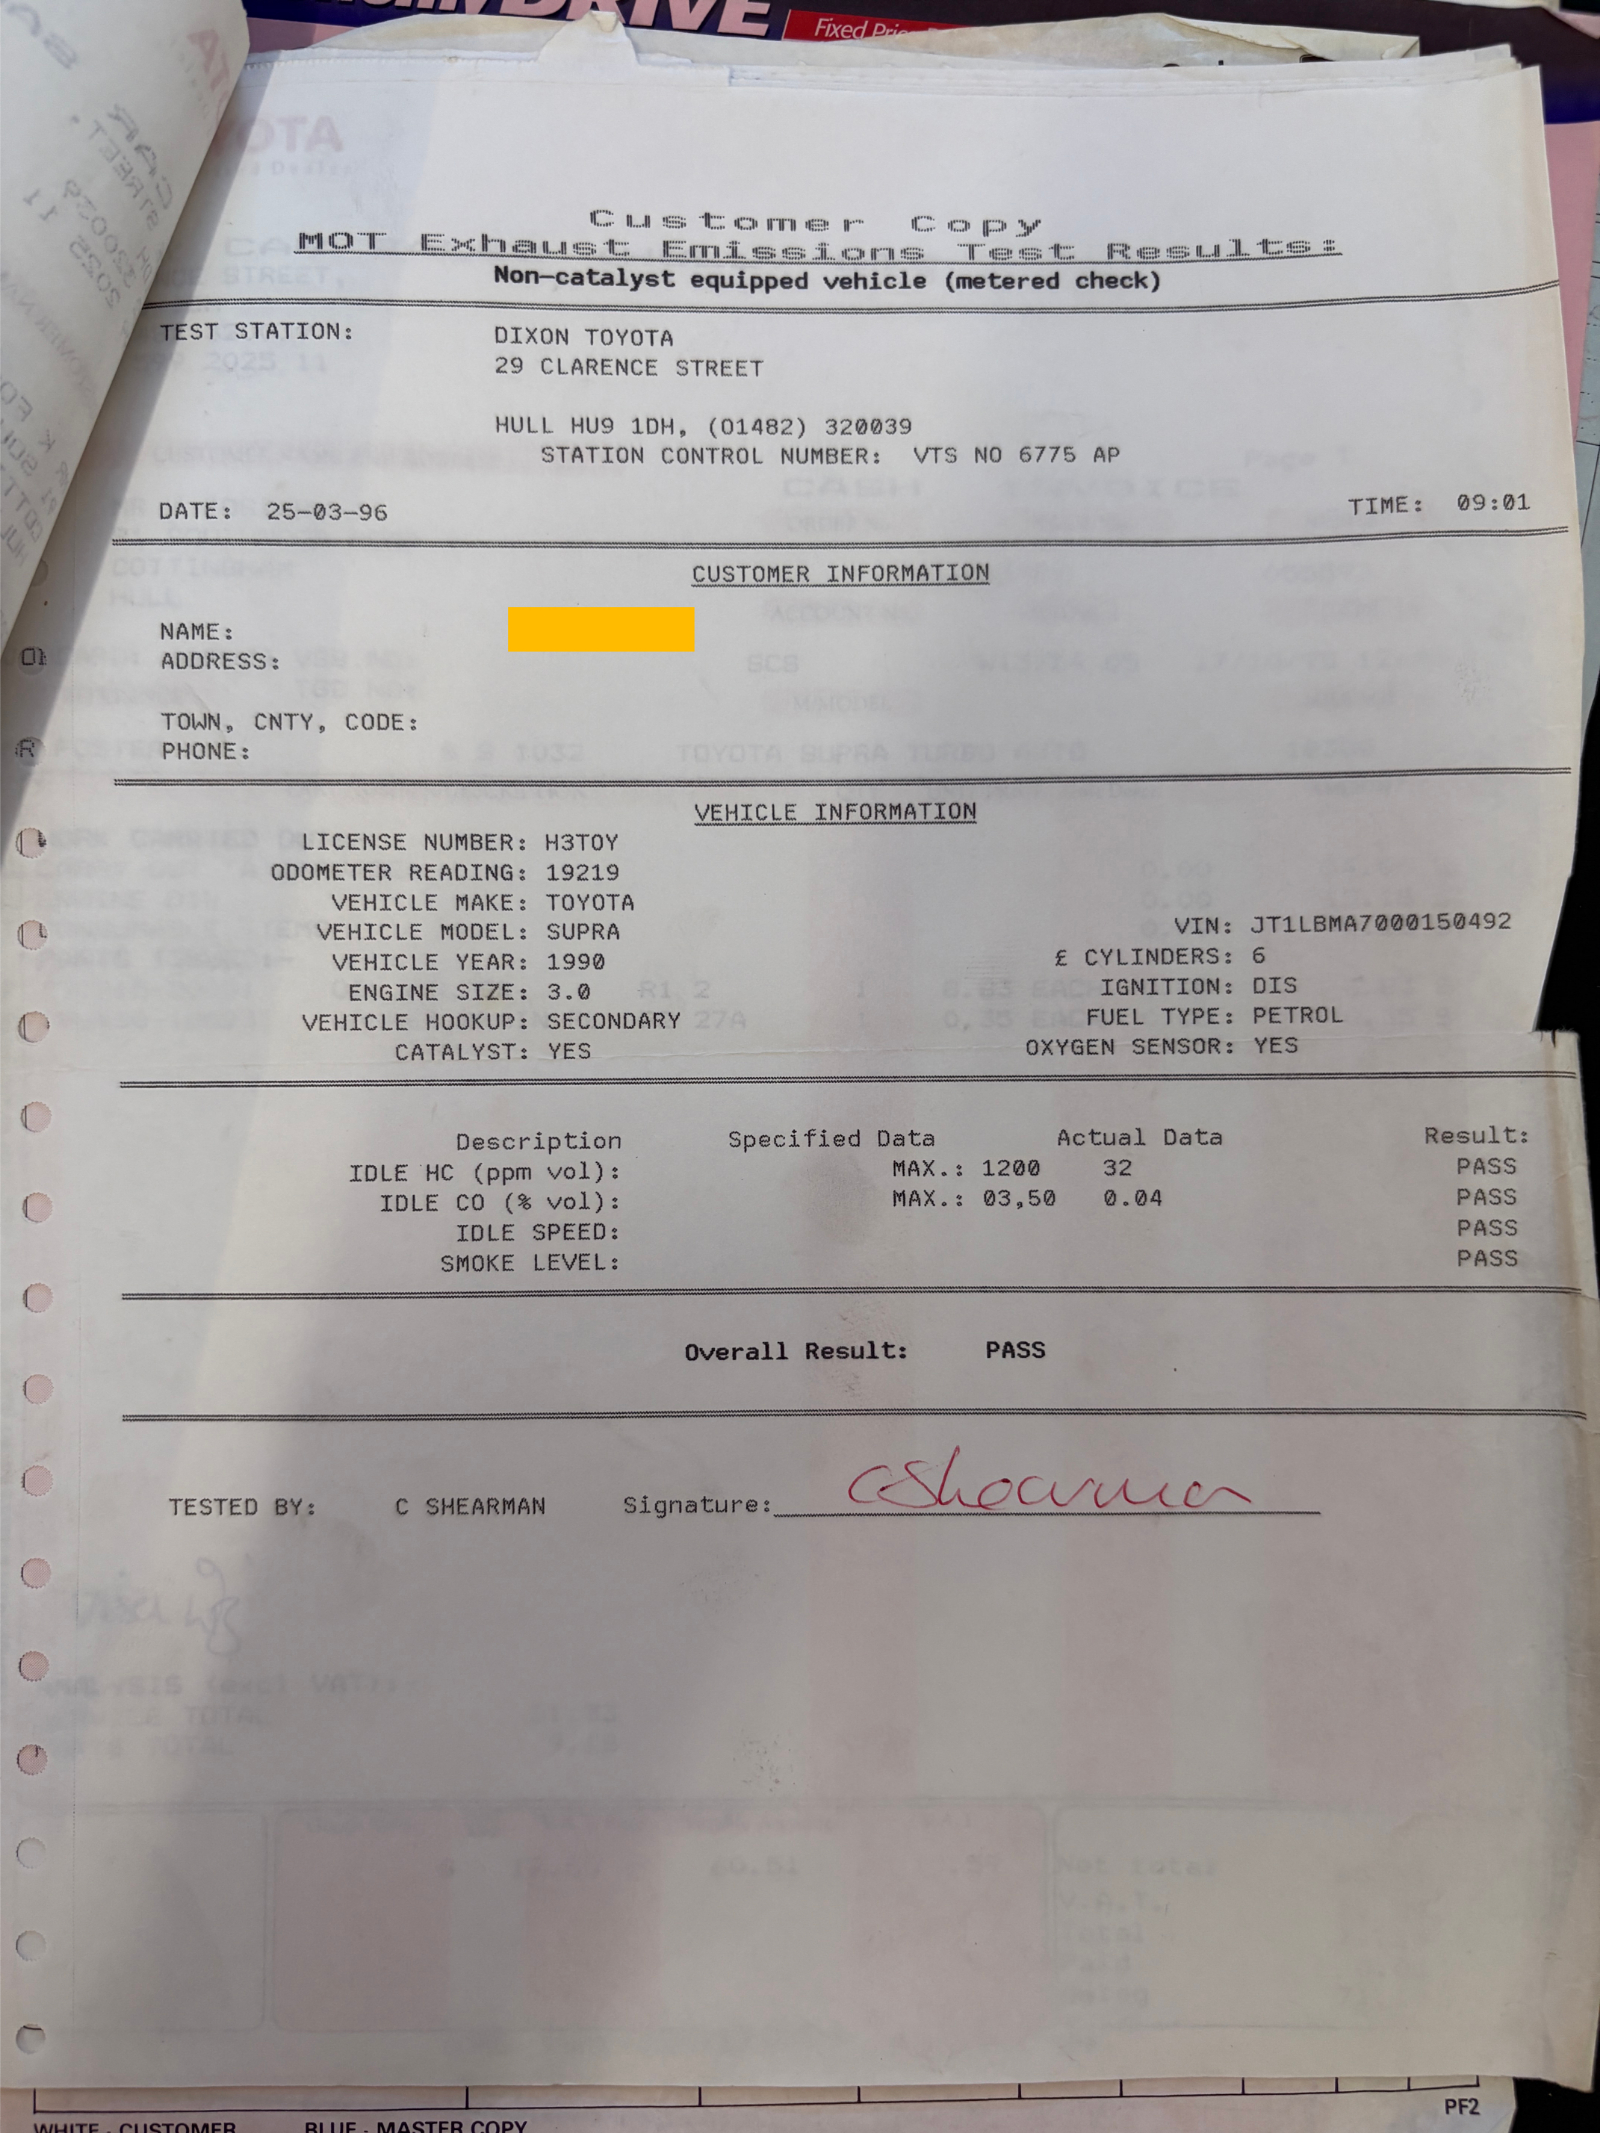 DRIVE
Fixed
Customer Copy
MOT Exhaust Emissions Test Results:
Non-catalyst equipped vehicle (metered check)
TEST STATION: DIXON TOYOTA
29 CLARENCE STREET
HULL HU9 1DH, (01482) 320039
STATION CONTROL NUMBER: VTS NO 6775 AP
DATE: 25-03-96 TIME: 09:01
CUSTOMER INFORMATION
NAME:
ADDRESS:
TOWN, CNTY, CODE:
PHONE:
VEHICLE INFORMATION
LICENSE NUMBER: H3TOY
ODOMETER READING: 19219
VEHICLE MAKE: TOYOTA
VEHICLE MODEL: SUPRA VIN: JT1LBMA7000150492
VEHICLE YEAR: 1990 £ CYLINDERS: 6
ENGINE SIZE: 3.0 IGNITION: DIS
VEHICLE HOOKUP: SECONDARY FUEL TYPE: PETROL
CATALYST: YES OXYGEN SENSOR: YES
Description Specified Data Actual Data Result:
IDLE HC (ppm vol): MAX.: 1200 32 PASS
IDLE CO (% vol): MAX.: 03,50 0.04 PASS
IDLE SPEED: PASS
SMOKE LEVEL: PASS
Overall Result: PASS
TESTED BY: C SHEARMAN Signature: CShearman
PF2
WHITE - CUSTOMER BLUE - MASTER COPY